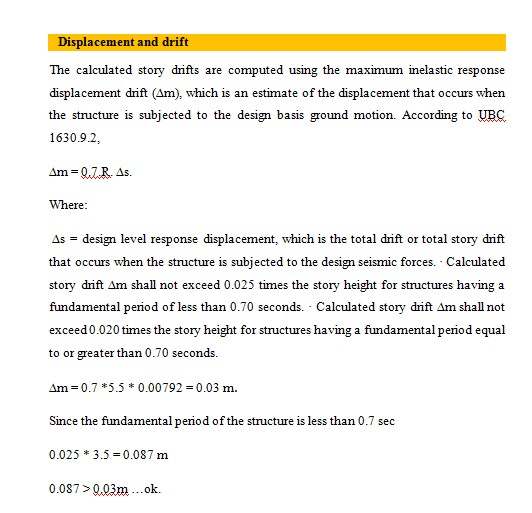 Displacement and drift
The calculated story drifts are computed using the maximum inelastic response
displacement drift (Δm), which is an estimate of the displacement that occurs when
the structure is subjected to the design basis ground motion. According to UBC
1630.9.2,
Δm = 0.7.R. Δs.
Where:
Δs = design level response displacement, which is the total drift or total story drift
that occurs when the structure is subjected to the design seismic forces. · Calculated
story drift Δm shall not exceed 0.025 times the story height for structures having a
fundamental period of less than 0.70 seconds. · Calculated story drift Δm shall not
exceed 0.020 times the story height for structures having a fundamental period equal
to or greater than 0.70 seconds.
Δm = 0.7 *5.5 * 0.00792 = 0.03 m.
Since the fundamental period of the structure is less than 0.7 sec
0.025 * 3.5 = 0.087 m
0.087 > 0.03m …ok.